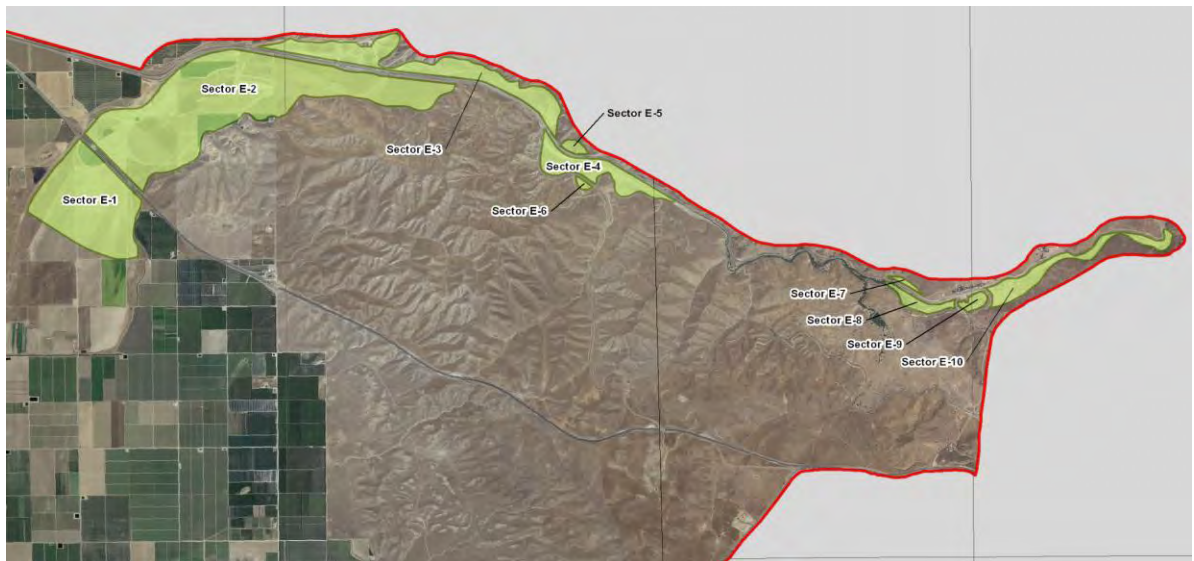 Sector E-2
Sector E-5
Sector E-3
Sector E-4
Sector E-1
Sector E-6
Sector E-7
Sector E-8
Sector E-9
Sector E-10